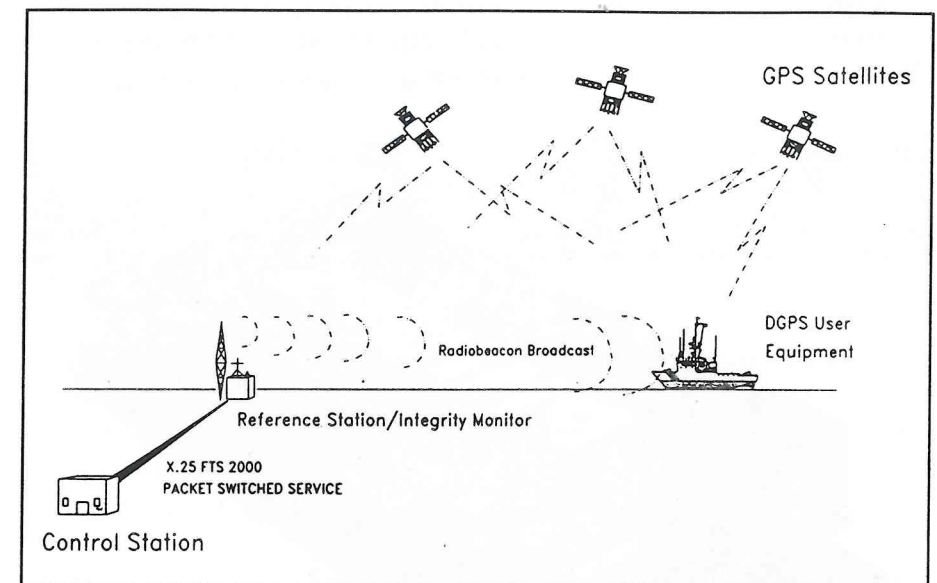 GPS Satellites
DGPS User
Equipment
Radiobeacon Broadcast
Reference Station/Integrity Monitor
X.25 FTS 2000
PACKET SWITCHED SERVICE
Control Station